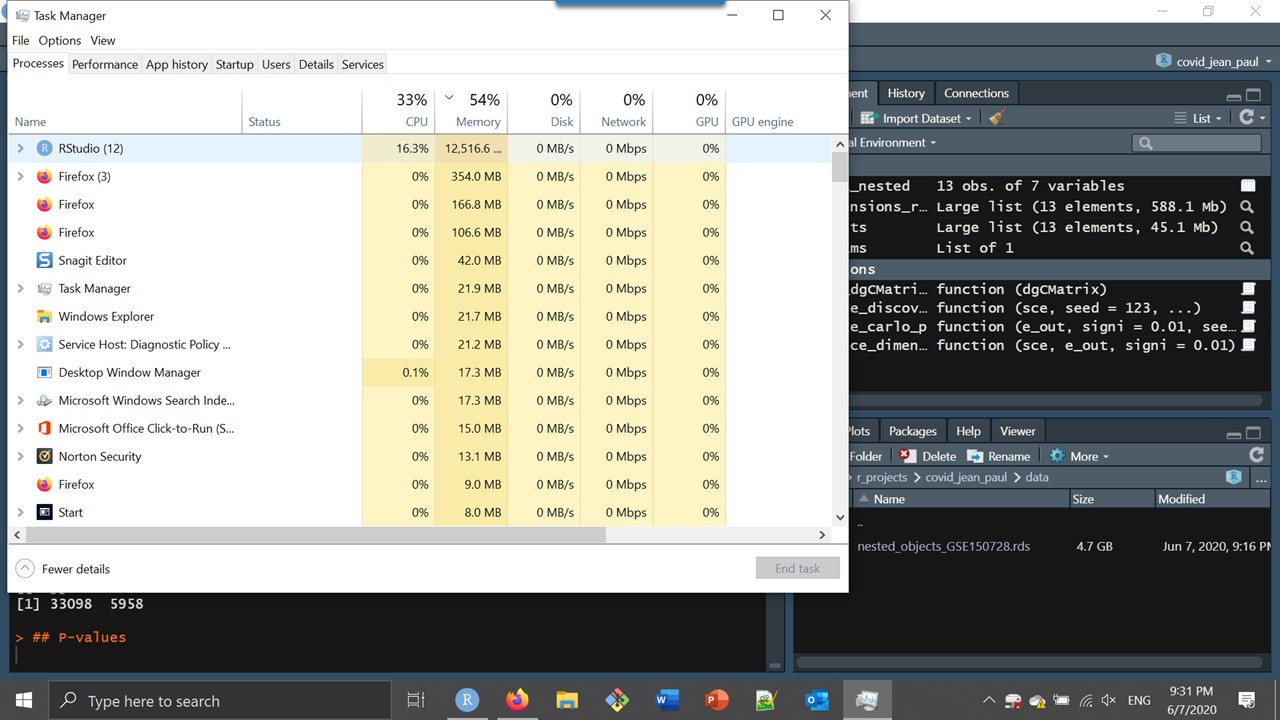 Task Manager
File Options View
Processes Performance App history Startup Users Details Services
33% 54% 0% 0% 0%
Name Status CPU Memory Disk Network GPU GPU engine
RStudio (12) 16.3% 12,516.6 ... 0 MB/s 0 Mbps 0%
Firefox (3) 0% 354.0 MB 0 MB/s 0 Mbps 0%
Firefox 0% 166.8 MB 0 MB/s 0 Mbps 0%
Firefox 0% 106.6 MB 0 MB/s 0 Mbps 0%
Snagit Editor 0% 42.0 MB 0 MB/s 0 Mbps 0%
Task Manager 0% 21.9 MB 0 MB/s 0 Mbps 0%
Windows Explorer 0% 21.7 MB 0 MB/s 0 Mbps 0%
Service Host: Diagnostic Policy ... 0% 21.2 MB 0 MB/s 0 Mbps 0%
Desktop Window Manager 0.1% 17.3 MB 0 MB/s 0 Mbps 0%
Microsoft Windows Search Inde... 0% 17.3 MB 0 MB/s 0 Mbps 0%
Microsoft Office Click-to-Run (S... 0% 15.0 MB 0 MB/s 0 Mbps 0%
Norton Security 0% 13.1 MB 0 MB/s 0 Mbps 0%
Firefox 0% 9.0 MB 0 MB/s 0 Mbps 0%
Start 0% 8.0 MB 0 MB/s 0 Mbps 0%
Fewer details End task
covid_jean_paul
ent History Connections
Import Dataset List
al Environment
_nested 13 obs. of 7 variables
nsions_r… Large list (13 elements, 588.1 Mb)
ts Large list (13 elements, 45.1 Mb)
ms List of 1
ons
dgCMatri… function (dgCMatrix)
e_discov… function (sce, seed = 123, ...)
e_carlo_p function (e_out, signi = 0.01, see…
ce_dimen… function (sce, e_out, signi = 0.01)
Plots Packages Help Viewer
Folder Delete Rename More
r_projects covid_jean_paul data ...
Name Size Modified
..
nested_objects_GSE150728.rds 4.7 GB Jun 7, 2020, 9:16 PM
[1] 33098 5958
> ## P-values
Type here to search
ENG 9:31 PM
6/7/2020